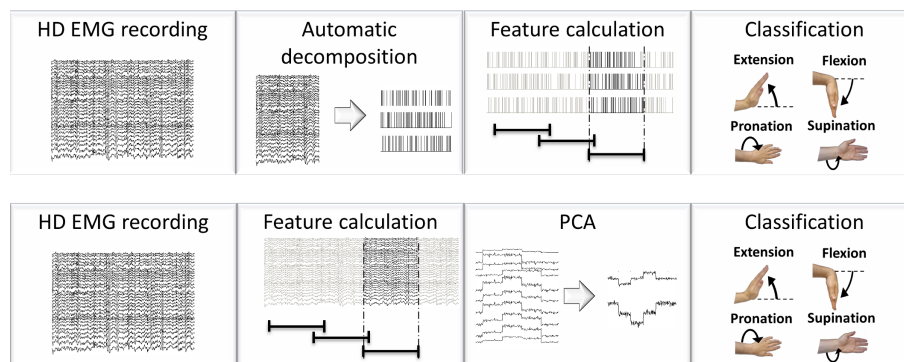 HD EMG recording
Automatic
decomposition
Feature calculation
Classification
Extension
Flexion
Pronation
Supination
HD EMG recording
Feature calculation
PCA
Classification
Extension
Flexion
Pronation
Supination